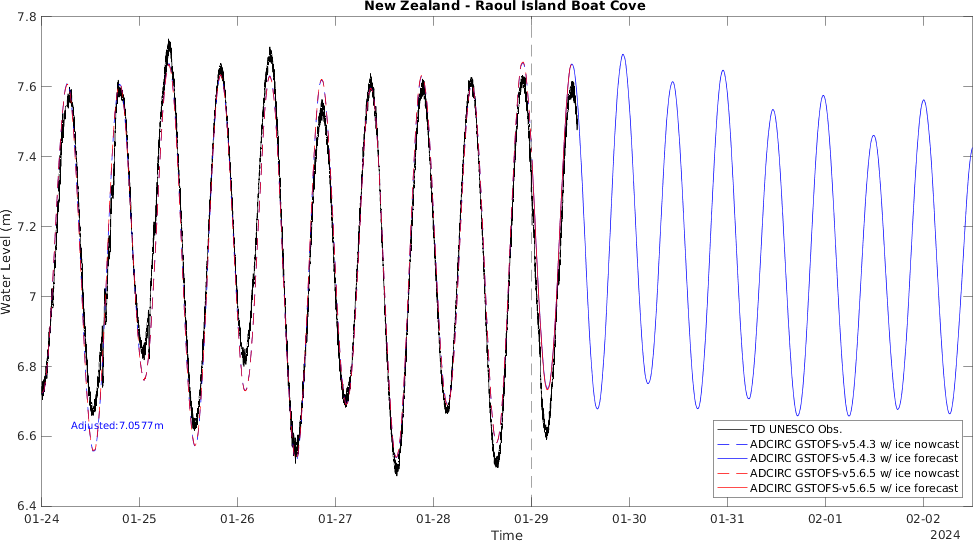 New Zealand - Raoul Island Boat Cove
7.8
7.6
7.4
7.2
7
6.8
6.6
6.4
Water Level (m)
Adjusted:7.0577m
TD UNESCO Obs.
ADCIRC GSTOFS-v5.4.3 w/ ice nowcast
ADCIRC GSTOFS-v5.4.3 w/ ice forecast
ADCIRC GSTOFS-v5.6.5 w/ ice nowcast
ADCIRC GSTOFS-v5.6.5 w/ ice forecast
01-24 01-25 01-26 01-27 01-28 01-29 01-30 01-31 02-01 02-02
Time
2024